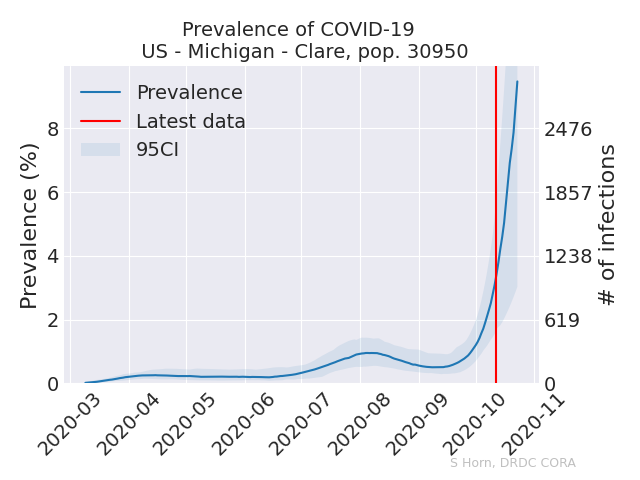 Prevalence of COVID-19
US - Michigan - Clare, pop. 30950
Prevalence
Latest data
95CI
Prevalence (%)
8
6
4
2
0
2476
1857
1238
619
0
# of infections
2020-03
2020-04
2020-05
2020-06
2020-07
2020-08
2020-09
2020-10
2020-11
S Horn, DRDC CORA